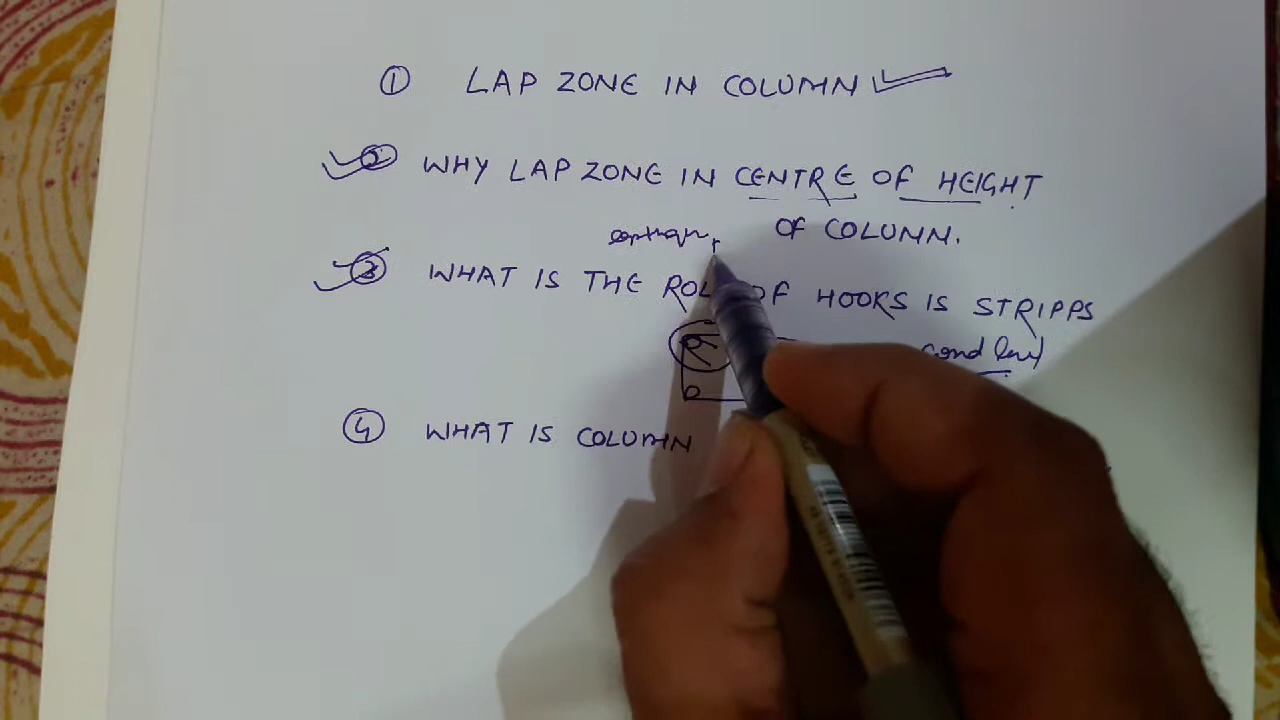 ① LAP ZONE IN COLUMN
② WHY LAP ZONE IN CENTRE OF HEIGHT
OF COLUMN.
③ WHAT IS THE OF HOOKS IS STRIPPS
④ WHAT IS COLUMN